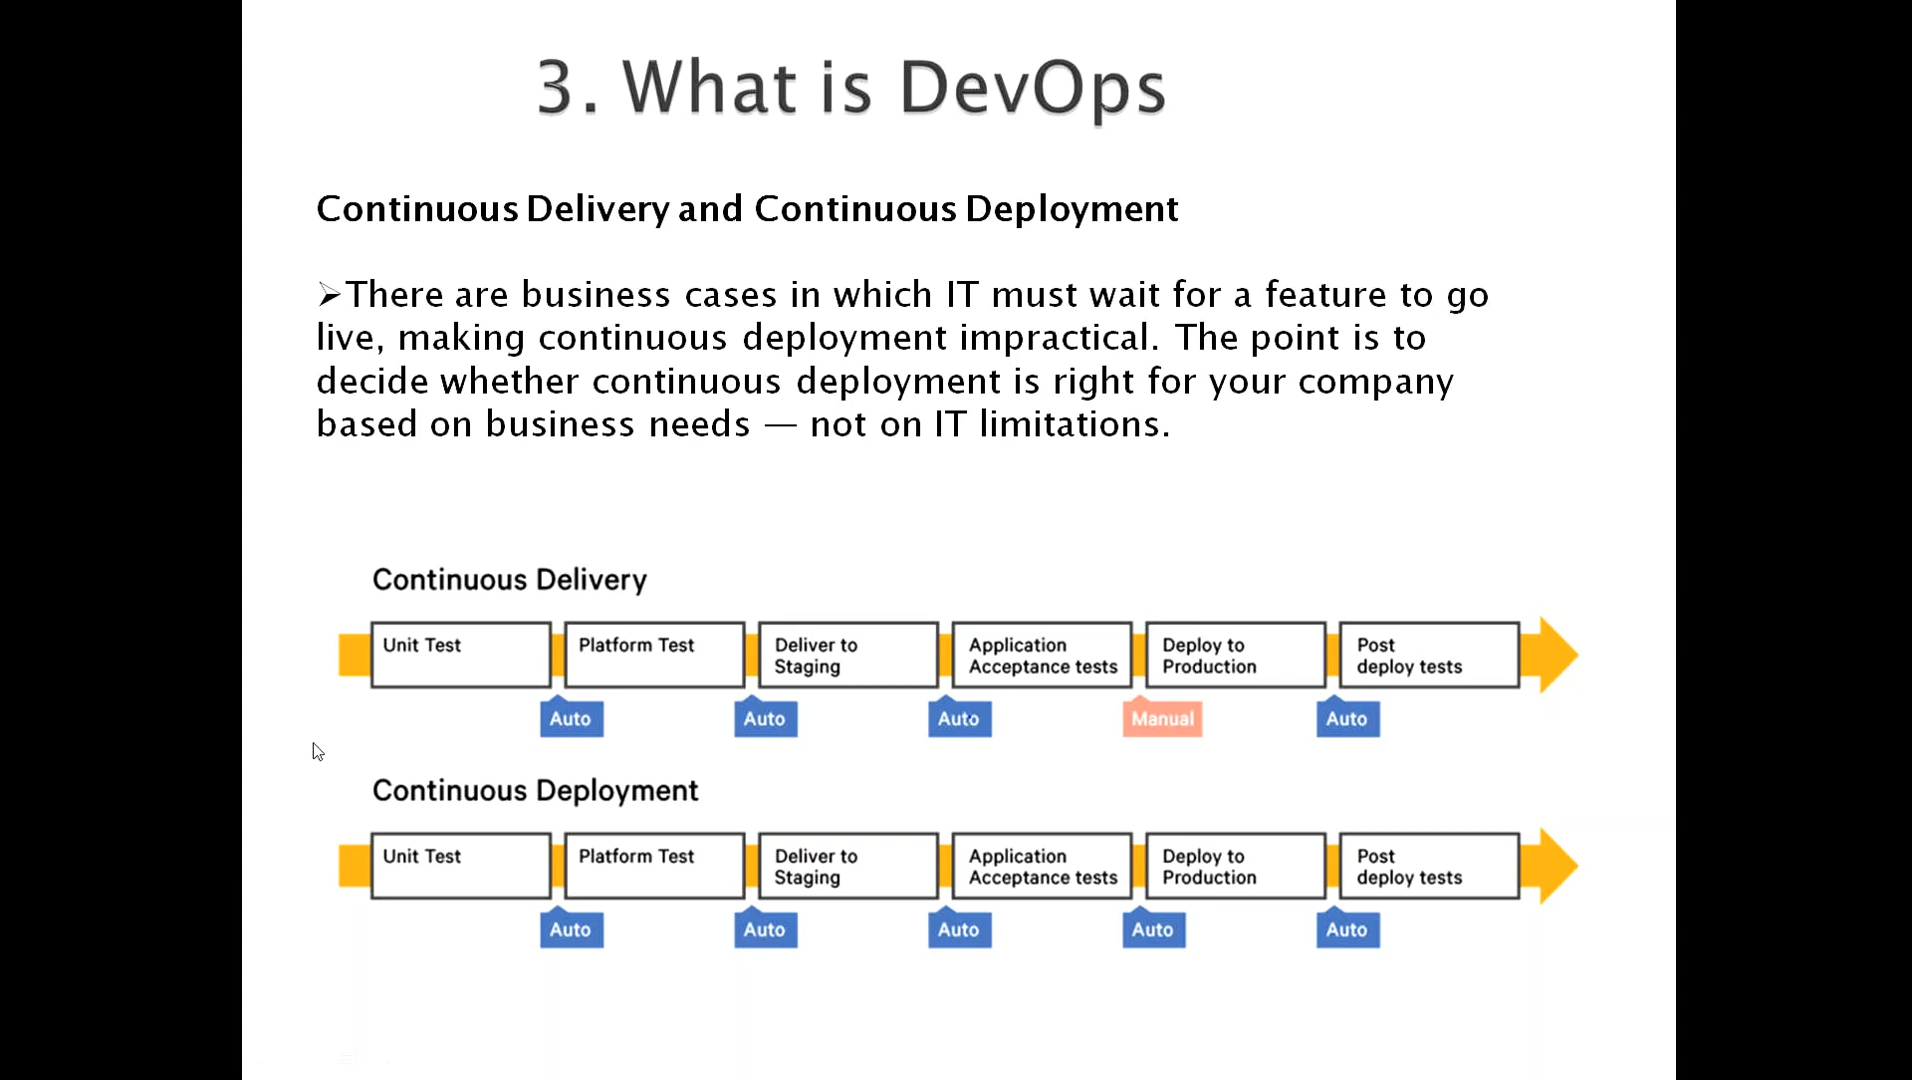 3. What is DevOps
Continuous Delivery and Continuous Deployment
➢There are business cases in which IT must wait for a feature to go
live, making continuous deployment impractical. The point is to
decide whether continuous deployment is right for your company
based on business needs — not on IT limitations.
Continuous Delivery
Unit Test
Platform Test
Deliver to
Staging
Application
Acceptance tests
Deploy to
Production
Post
deploy tests
Auto
Auto
Auto
Manual
Auto
Continuous Deployment
Unit Test
Platform Test
Deliver to
Staging
Application
Acceptance tests
Deploy to
Production
Post
deploy tests
Auto
Auto
Auto
Auto
Auto